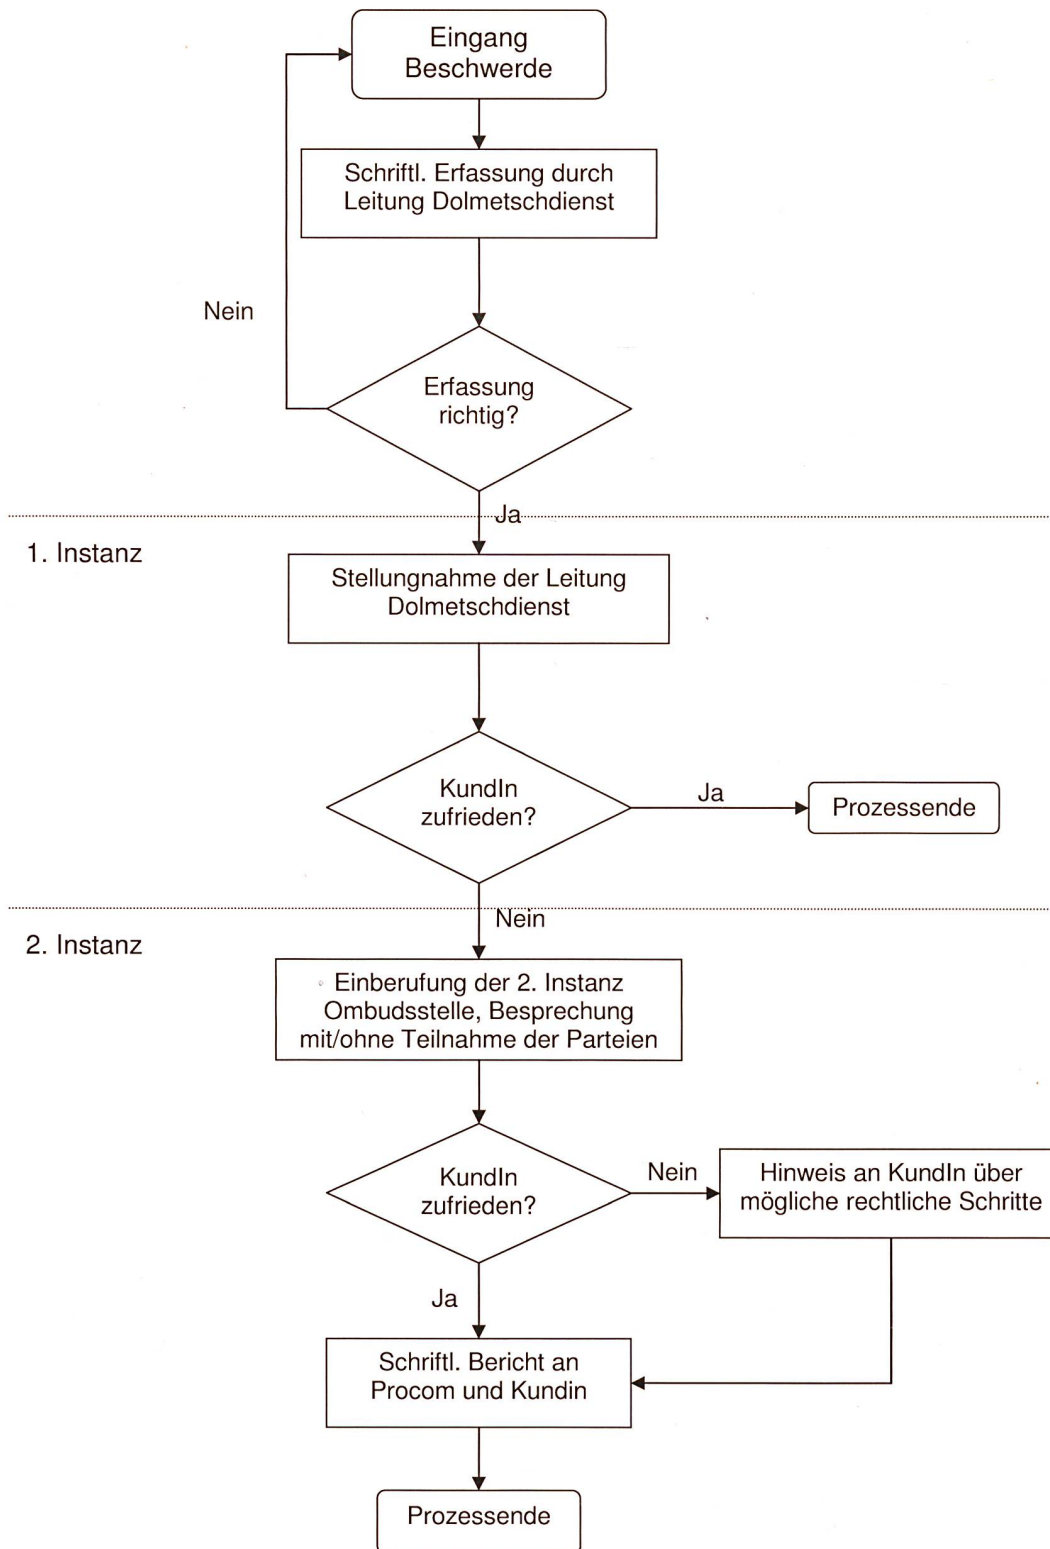 Eingang
Beschwerde
Schriftl. Erfassung durch
Leitung Dolmetschdienst
Nein
Erfassung
richtig?
Ja
1. Instanz
Stellungnahme der Leitung
Dolmetschdienst
KundIn
zufrieden?
Ja
Prozessende
Nein
2. Instanz
Einberufung der 2. Instanz
Ombudsstelle, Besprechung
mit/ohne Teilnahme der Parteien
KundIn
zufrieden?
Nein
Hinweis an KundIn über
mögliche rechtliche Schritte
Ja
Schriftl. Bericht an
Procom und Kundin
Prozessende